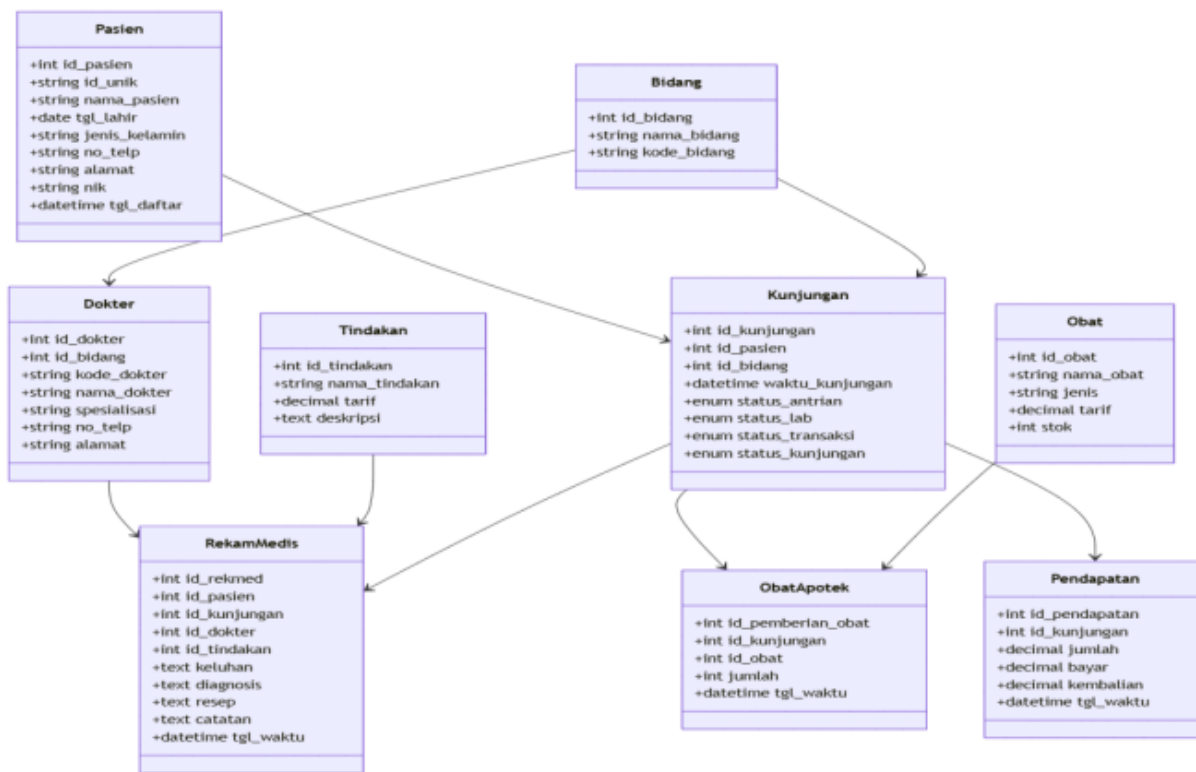 Pasien
+int id_pasien
+string id_unik
+string nama_pasien
+date tgl_lahir
+string jenis_kelamin
+string no_telp
+string alamat
+string nik
+datetime tgl_daftar
Bidang
+int id_bidang
+string nama_bidang
+string kode_bidang
Dokter
+int id_dokter
+int id_bidang
+string kode_dokter
+string nama_dokter
+string spesialisasi
+string no_telp
+string alamat
Tindakan
+int id_tindakan
+string nama_tindakan
+decimal tarif
+text deskripsi
Kunjungan
+int id_kunjungan
+int id_pasien
+int id_bidang
+datetime waktu_kunjungan
+enum status_antrian
+enum status_lab
+enum status_transaksi
+enum status_kunjungan
Obat
+int id_obat
+string nama_obat
+string jenis
+decimal tarif
+int stok
RekamMedis
+int id_rekmed
+int id_pasien
+int id_kunjungan
+int id_dokter
+int id_tindakan
+text keluhan
+text diagnosis
+text resep
+text catatan
+datetime tgl_waktu
ObatApotek
+int id_pemberian_obat
+int id_kunjungan
+int id_obat
+int jumlah
+datetime tgl_waktu
Pendapatan
+int id_pendapatan
+int id_kunjungan
+decimal jumlah
+decimal bayar
+decimal kembalian
+datetime tgl_waktu